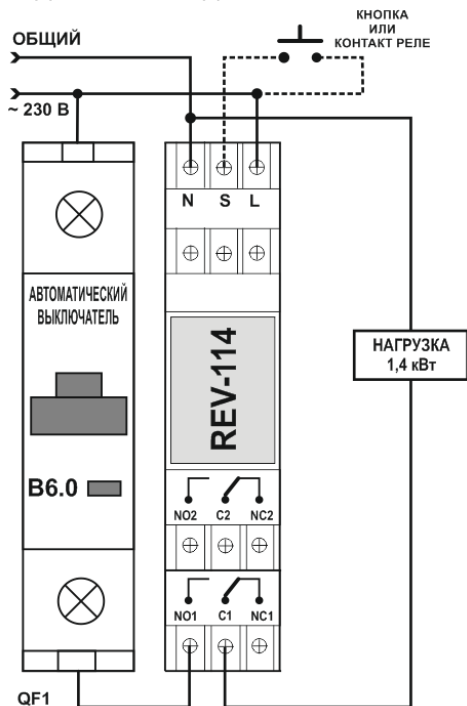 КНОПКА
ИЛИ
КОНТАКТ РЕЛЕ
ОБЩИЙ
~ 230 В
N S L
АВТОМАТИЧЕСКИЙ
ВЫКЛЮЧАТЕЛЬ
REV-114
НАГРУЗКА
1,4 кВт
B6.0
NO2 C2 NC2
NO1 C1 NC1
QF1